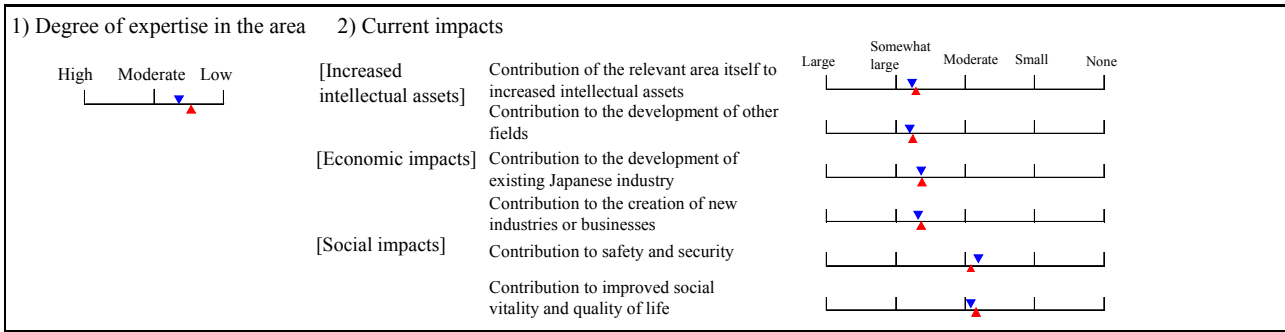 1) Degree of expertise in the area 2) Current impacts
High Moderate Low
[Increased
intellectual assets]
Contribution of the relevant area itself to
increased intellectual assets
Large Somewhat
large Moderate Small None
Contribution to the development of other
fields
[Economic impacts] Contribution to the development of
existing Japanese industry
Contribution to the creation of new
industries or businesses
[Social impacts] Contribution to safety and security
Contribution to improved social
vitality and quality of life